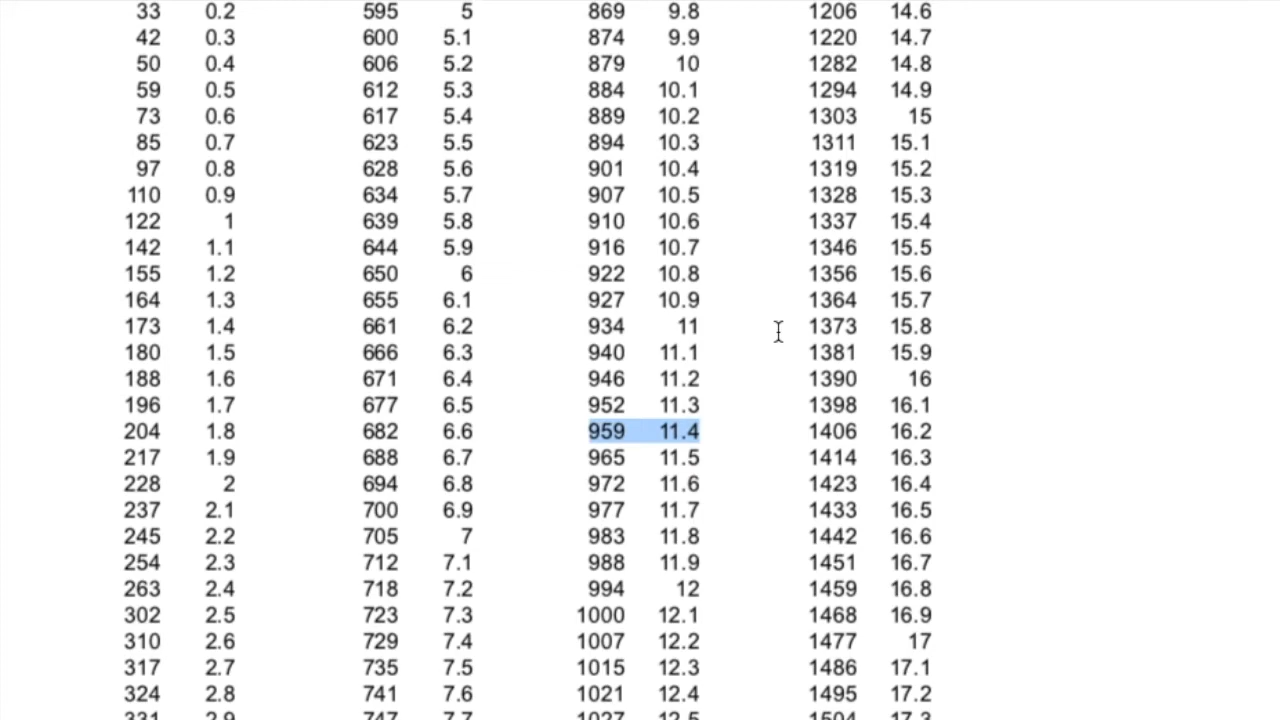 33 0.2 595 5 869 9.8 1206 14.6
42 0.3 600 5.1 874 9.9 1220 14.7
50 0.4 606 5.2 879 10 1282 14.8
59 0.5 612 5.3 884 10.1 1294 14.9
73 0.6 617 5.4 889 10.2 1303 15
85 0.7 623 5.5 894 10.3 1311 15.1
97 0.8 628 5.6 901 10.4 1319 15.2
110 0.9 634 5.7 907 10.5 1328 15.3
122 1 639 5.8 910 10.6 1337 15.4
142 1.1 644 5.9 916 10.7 1346 15.5
155 1.2 650 6 922 10.8 1356 15.6
164 1.3 655 6.1 927 10.9 1364 15.7
173 1.4 661 6.2 934 11 1373 15.8
180 1.5 666 6.3 940 11.1 1381 15.9
188 1.6 671 6.4 946 11.2 1390 16
196 1.7 677 6.5 952 11.3 1398 16.1
204 1.8 682 6.6 959 11.4 1406 16.2
217 1.9 688 6.7 965 11.5 1414 16.3
228 2 694 6.8 972 11.6 1423 16.4
237 2.1 700 6.9 977 11.7 1433 16.5
245 2.2 705 7 983 11.8 1442 16.6
254 2.3 712 7.1 988 11.9 1451 16.7
263 2.4 718 7.2 994 12 1459 16.8
302 2.5 723 7.3 1000 12.1 1468 16.9
310 2.6 729 7.4 1007 12.2 1477 17
317 2.7 735 7.5 1015 12.3 1486 17.1
324 2.8 741 7.6 1021 12.4 1495 17.2
331 2.9 747 7.7 1027 12.5 1504 17.3